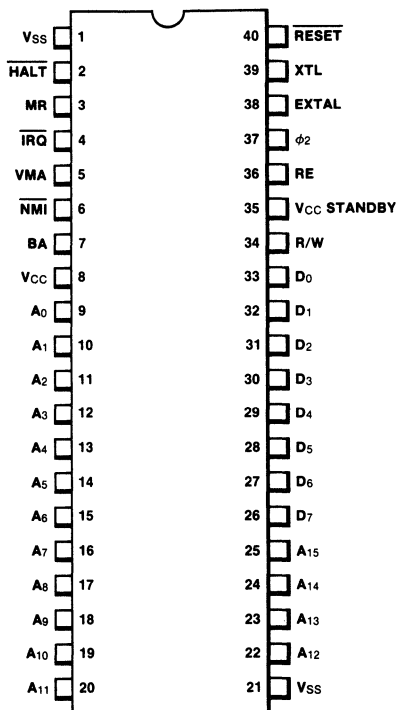 VSS 1 40 RESET
HALT 2 39 XTL
MR 3 38 EXTAL
IRQ 4 37 ϕ2
VMA 5 36 RE
NMI 6 35 VCC STANDBY
BA 7 34 R/W
VCC 8 33 D0
A0 9 32 D1
A1 10 31 D2
A2 11 30 D3
A3 12 29 D4
A4 13 28 D5
A5 14 27 D6
A6 15 26 D7
A7 16 25 A15
A8 17 24 A14
A9 18 23 A13
A10 19 22 A12
A11 20 21 VSS